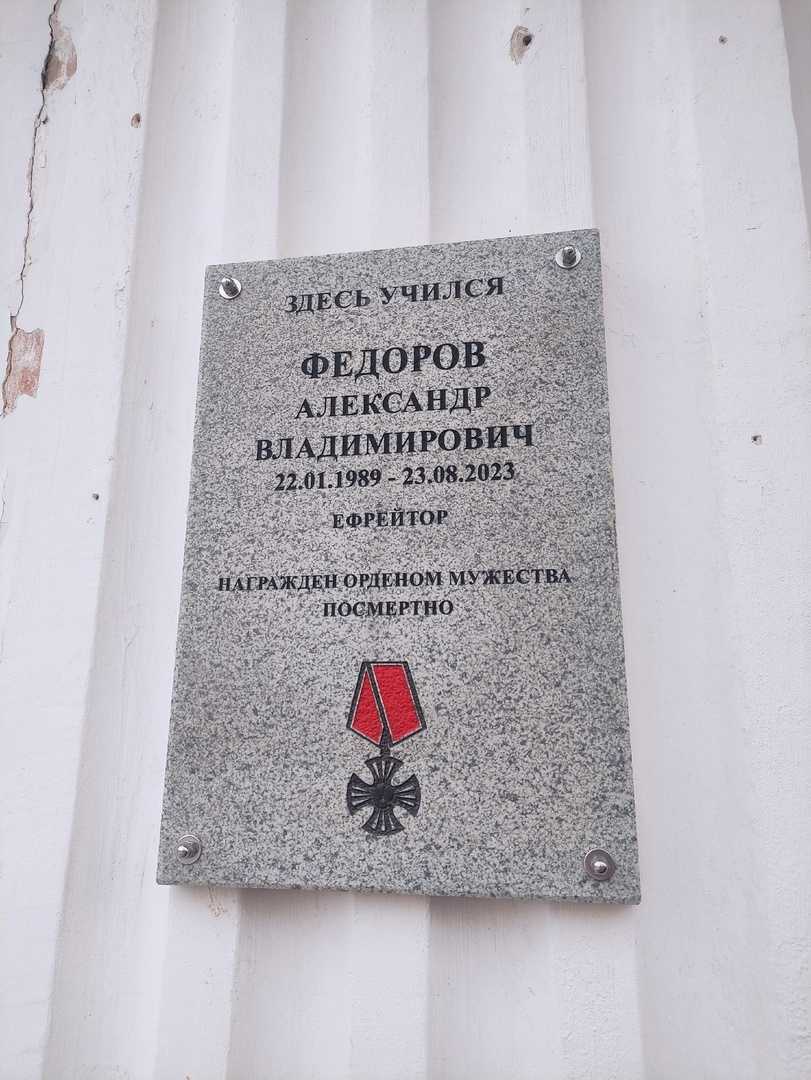 ЗДЕСЬ УЧИЛСЯ
ФЕДОРОВ
АЛЕКСАНДР
ВЛАДИМИРОВИЧ
22.01.1989 - 23.08.2023
ЕФРЕЙТОР
НАГРАЖДЕН ОРДЕНОМ МУЖЕСТВА
ПОСМЕРТНО